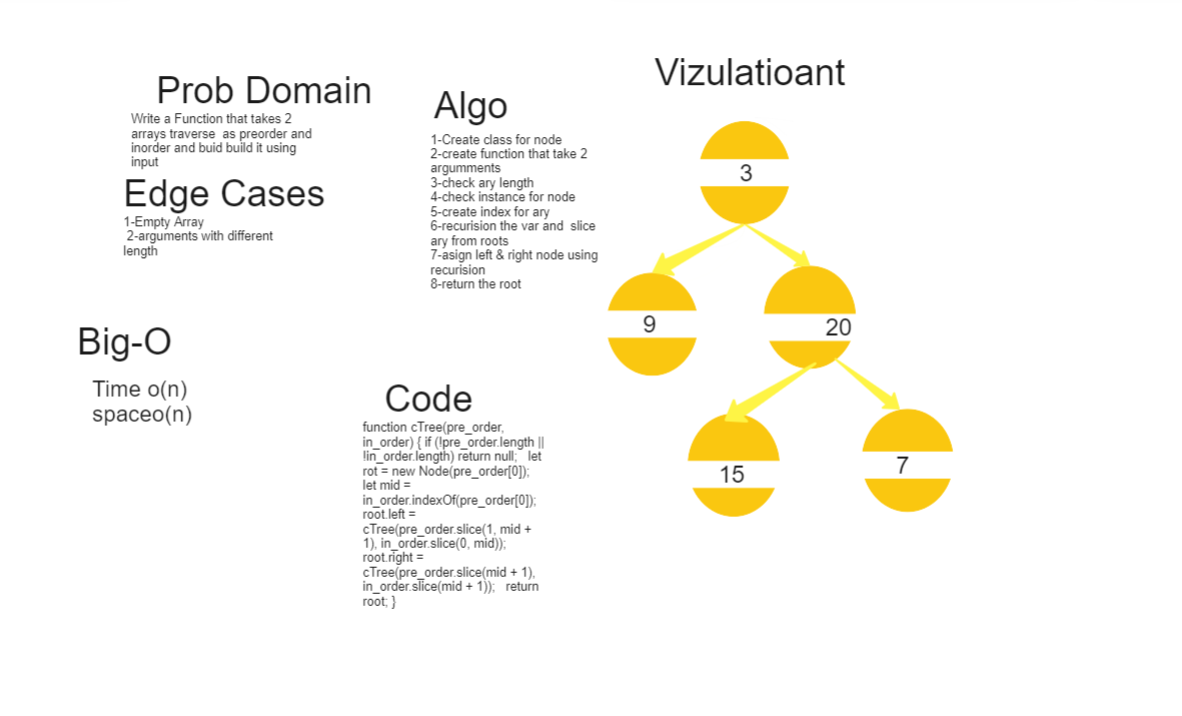 Prob Domain
Write a Function that takes 2
arrays traverse as preorder and
inorder and buid build it using
input
Edge Cases
1-Empty Array
2-arguments with different
length
Big-O
Time o(n)
spaceo(n)
Algo
1-Create class for node
2-create function that take 2
argumments
3-check ary length
4-check instance for node
5-create index for ary
6-recurision the var and slice
ary from roots
7-asign left & right node using
recurision
8-return the root
Code
function cTree(pre_order,
in_order) { if (!pre_order.length ||
!in_order.length) return null; let
rot = new Node(pre_order[0]);
let mid =
in_order.indexOf(pre_order[0]);
root.left =
cTree(pre_order.slice(1, mid +
1), in_order.slice(0, mid));
root.right =
cTree(pre_order.slice(mid + 1),
in_order.slice(mid + 1)); return
root; }
Vizulatioant
3
9
20
15
7